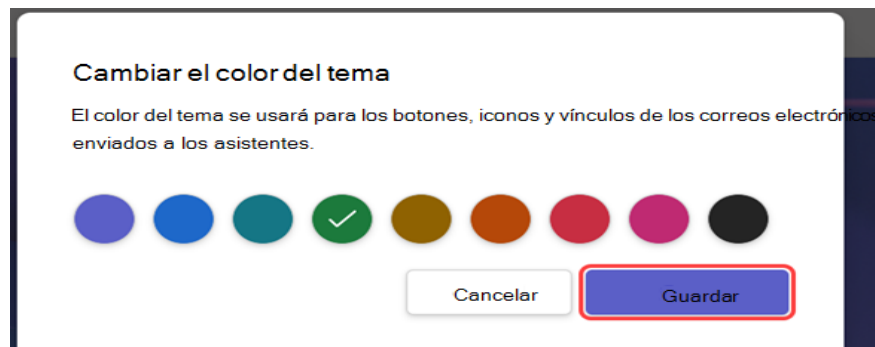 Cambiar el color del tema
El color del tema se usará para los botones, iconos y vínculos de los correos electrónicos
enviados a los asistentes.
Cancelar
Guardar